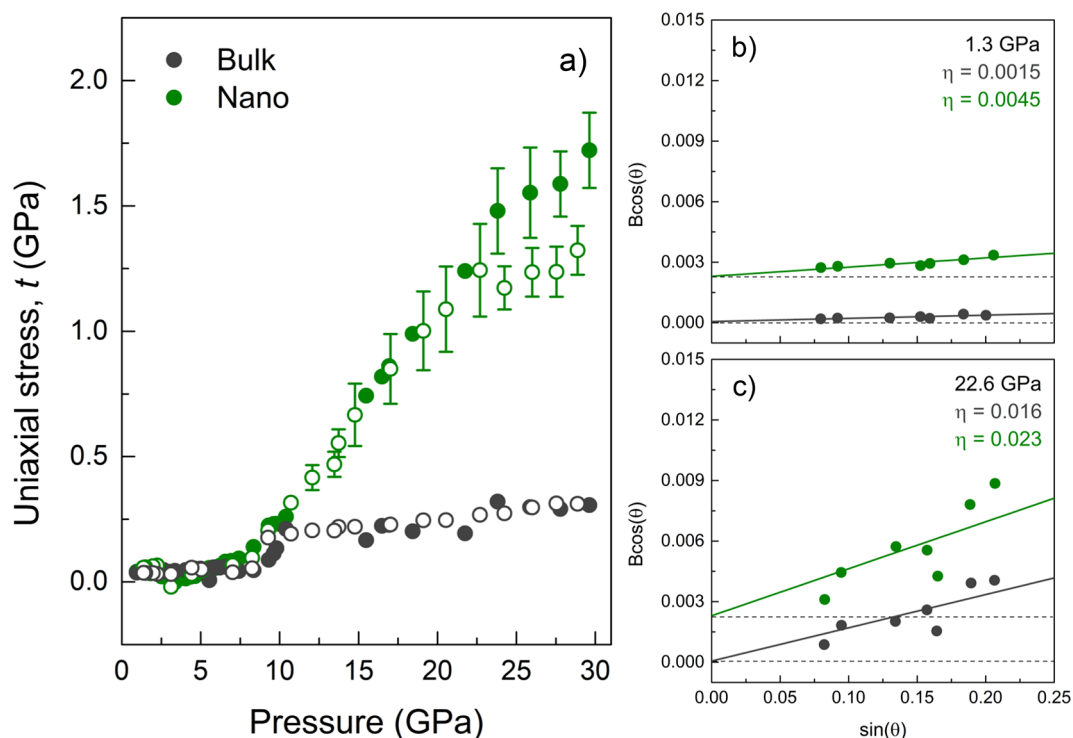 a)
Bulk
Nano
Uniaxial stress, t (GPa)
2.0
1.5
1.0
0.5
0.0
0 5 10 15 20 25 30
Pressure (GPa)
b)
1.3 GPa
η = 0.0015
η = 0.0045
Bcos(θ)
0.015
0.012
0.009
0.006
0.003
0.000
c)
22.6 GPa
η = 0.016
η = 0.023
Bcos(θ)
0.015
0.012
0.009
0.006
0.003
0.000
0.00 0.05 0.10 0.15 0.20 0.25
sin(θ)